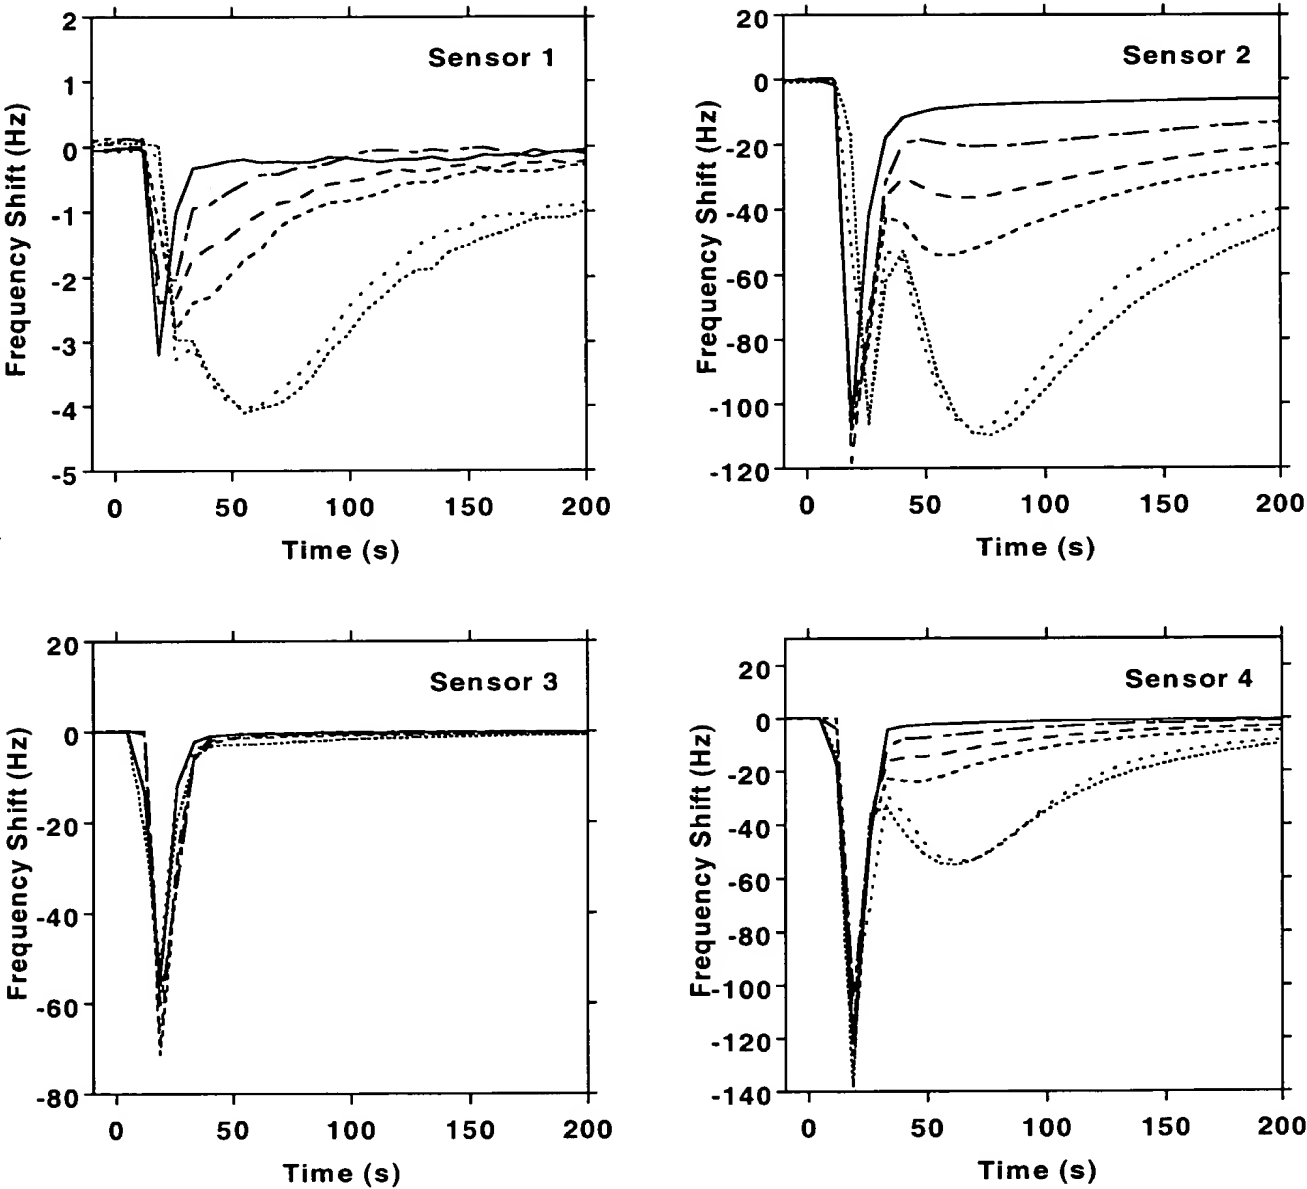 Sensor 1
Frequency Shift (Hz)
2
1
0
-1
-2
-3
-4
-5
0 50 100 150 200
Time (s)
Sensor 2
Frequency Shift (Hz)
20
0
-20
-40
-60
-80
-100
-120
0 50 100 150 200
Time (s)
Sensor 3
Frequency Shift (Hz)
20
0
-20
-40
-60
-80
0 50 100 150 200
Time (s)
Sensor 4
Frequency Shift (Hz)
20
0
-20
-40
-60
-80
-100
-120
-140
0 50 100 150 200
Time (s)